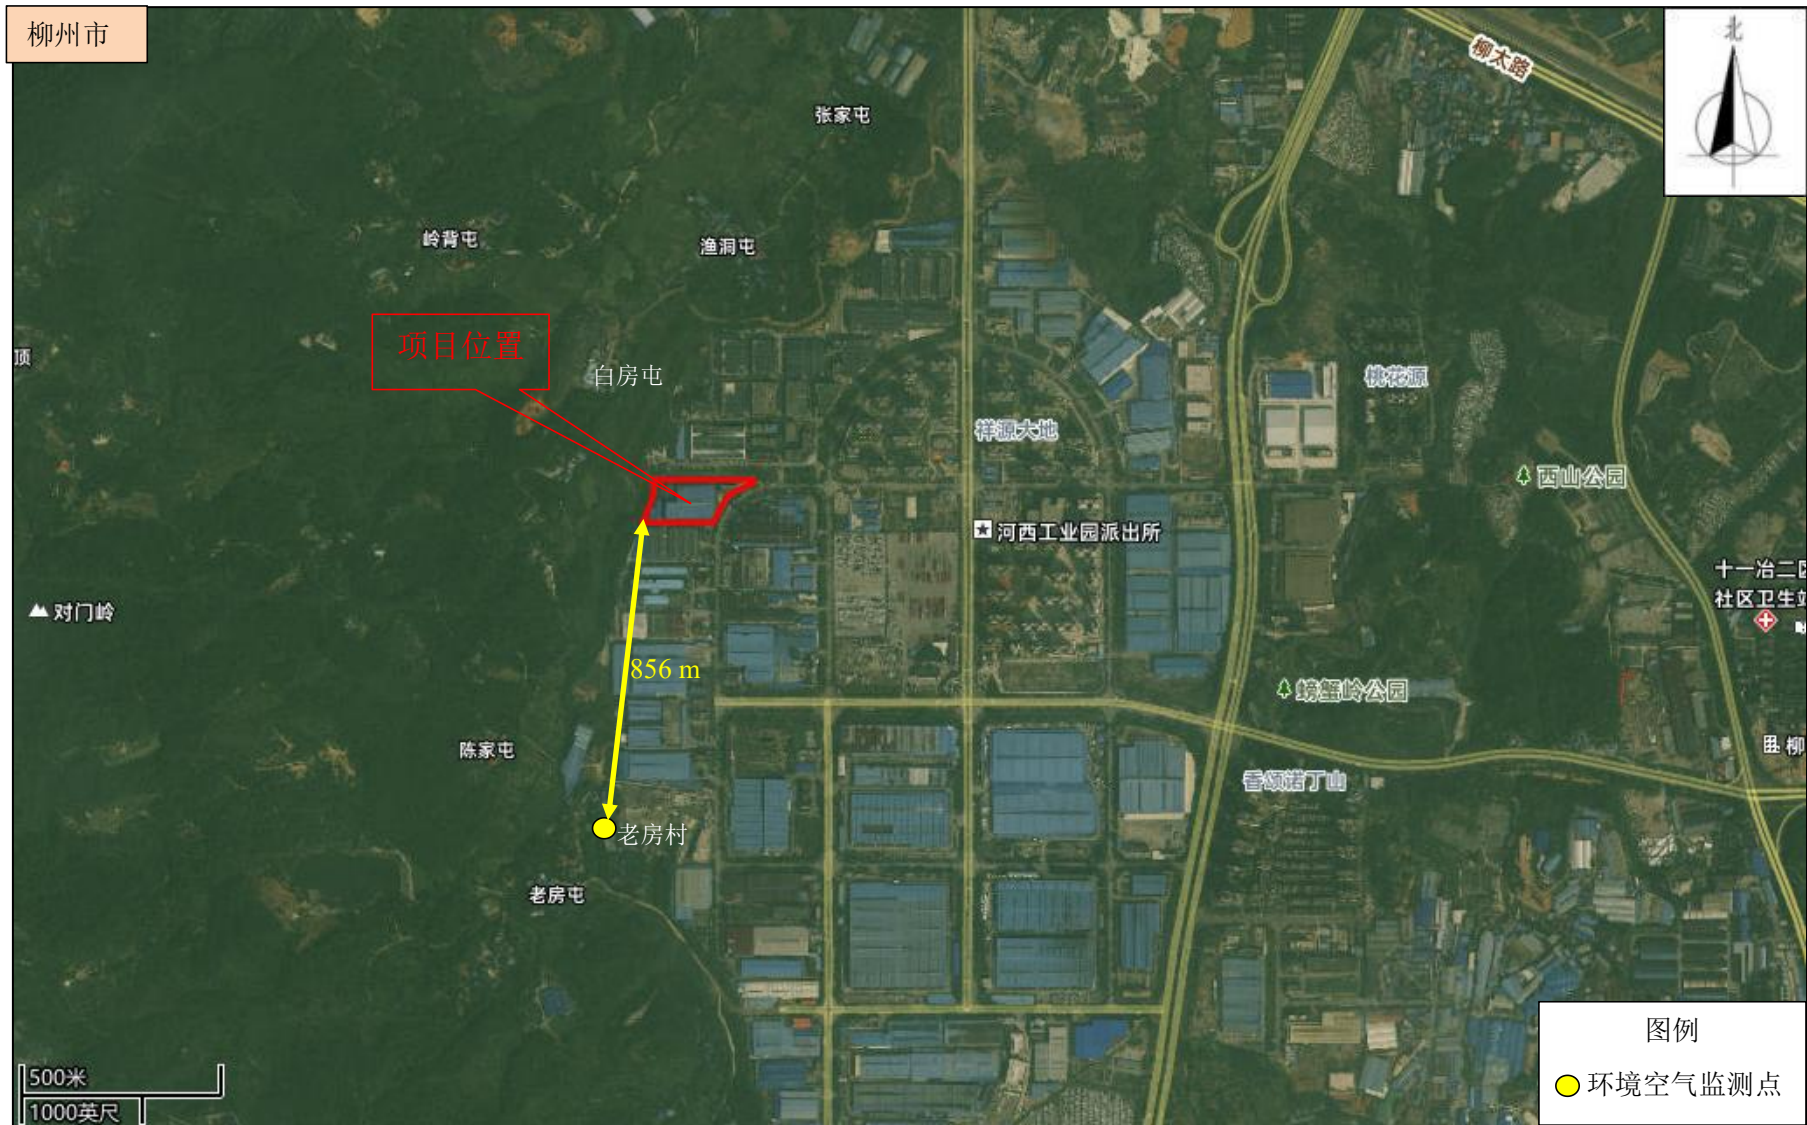 柳州市
北
柳太路
张家屯
岭背屯
渔洞屯
项目位置
顶
白房屯
桃花源
祥源大地
西山公园
河西工业园派出所
十一冶二区
社区卫生站
对门岭
856 m
螃蟹岭公园
陈家屯
柳
香颂诺丁山
老房村
老房屯
图例
环境空气监测点
500米
1000英尺